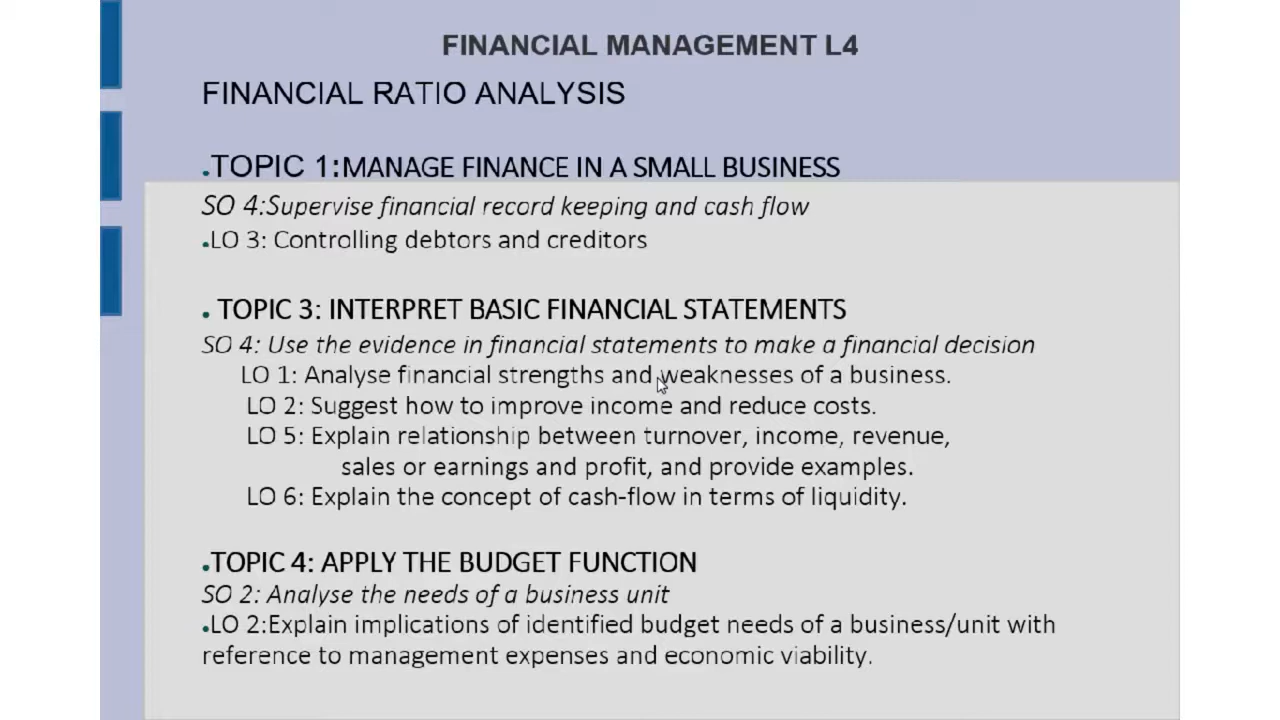 FINANCIAL MANAGEMENT L4
FINANCIAL RATIO ANALYSIS
.TOPIC 1:MANAGE FINANCE IN A SMALL BUSINESS
SO 4:Supervise financial record keeping and cash flow
.LO 3: Controlling debtors and creditors
. TOPIC 3: INTERPRET BASIC FINANCIAL STATEMENTS
SO 4: Use the evidence in financial statements to make a financial decision
LO 1: Analyse financial strengths and weaknesses of a business.
LO 2: Suggest how to improve income and reduce costs.
LO 5: Explain relationship between turnover, income, revenue,
sales or earnings and profit, and provide examples.
LO 6: Explain the concept of cash-flow in terms of liquidity.
.TOPIC 4: APPLY THE BUDGET FUNCTION
SO 2: Analyse the needs of a business unit
.LO 2:Explain implications of identified budget needs of a business/unit with
reference to management expenses and economic viability.